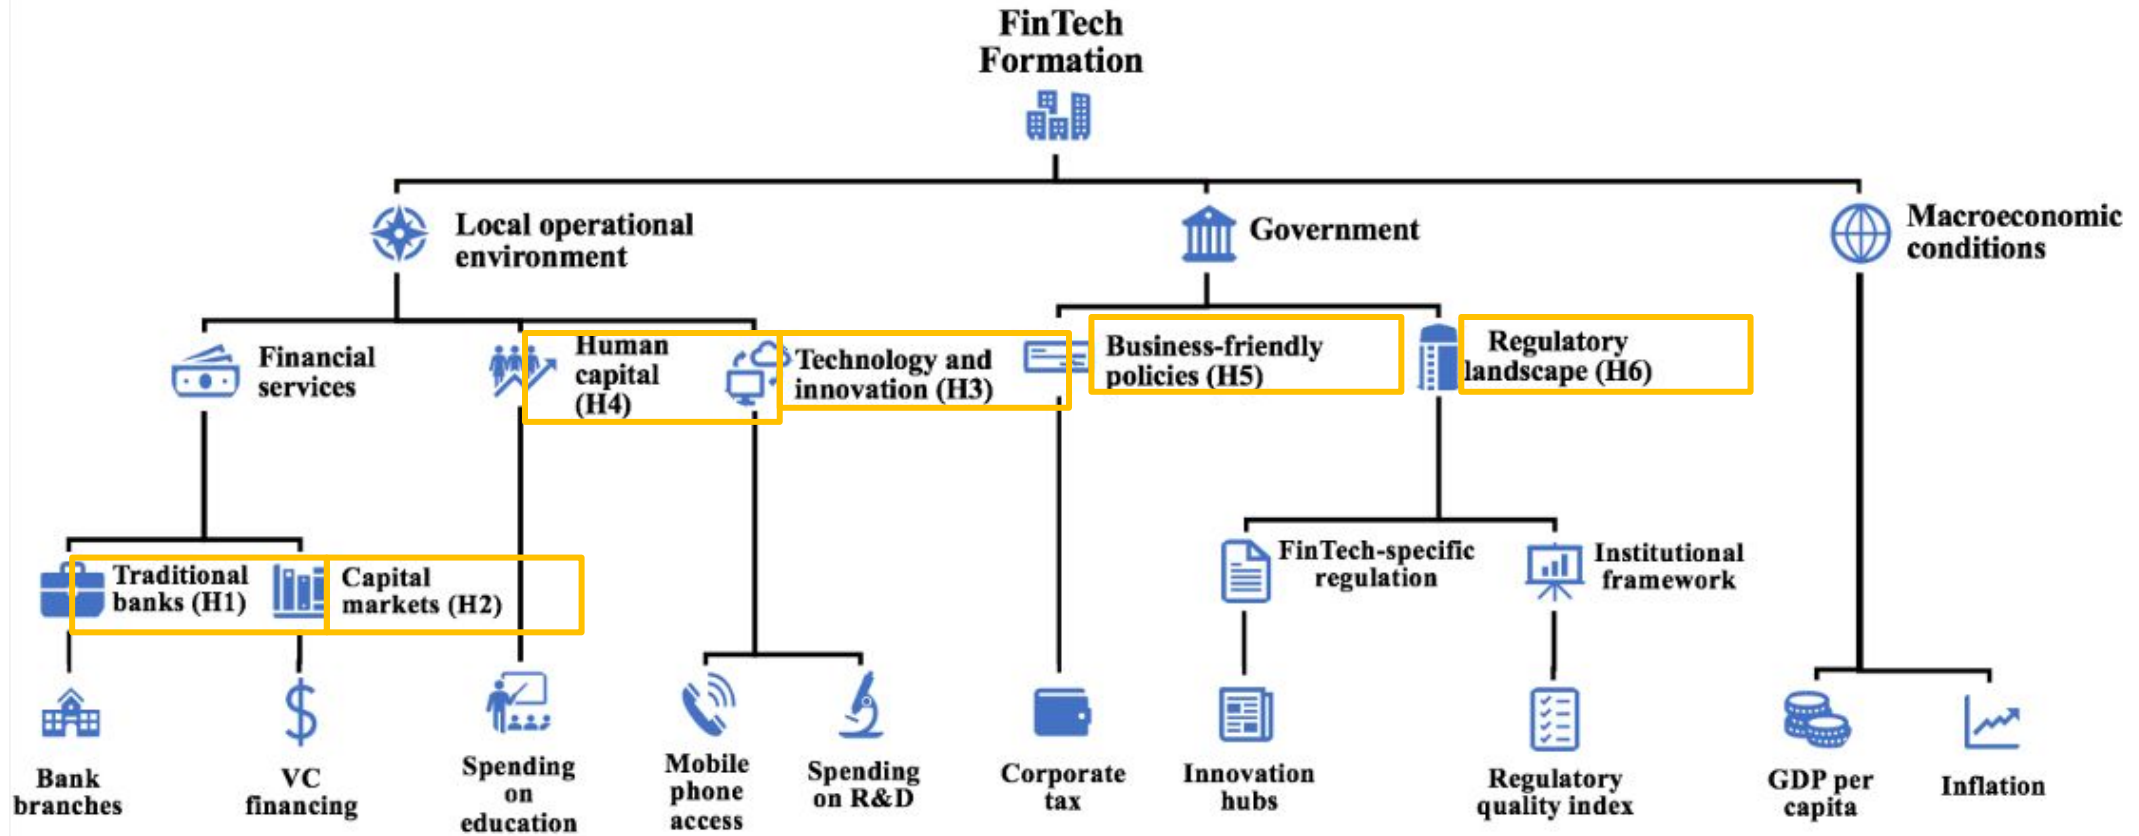 FinTech
Formation
Local operational
environment
Government
Macroeconomic
conditions
Financial
services
Human
capital
(H4)
Technology and
innovation (H3)
Business-friendly
policies (H5)
Regulatory
landscape (H6)
Traditional
banks (H1)
Capital
markets (H2)
FinTech-specific
regulation
Institutional
framework
Bank
branches
VC
financing
Spending
on
education
Mobile
phone
access
Spending
on R&D
Corporate
tax
Innovation
hubs
Regulatory
quality index
GDP per
capita
Inflation